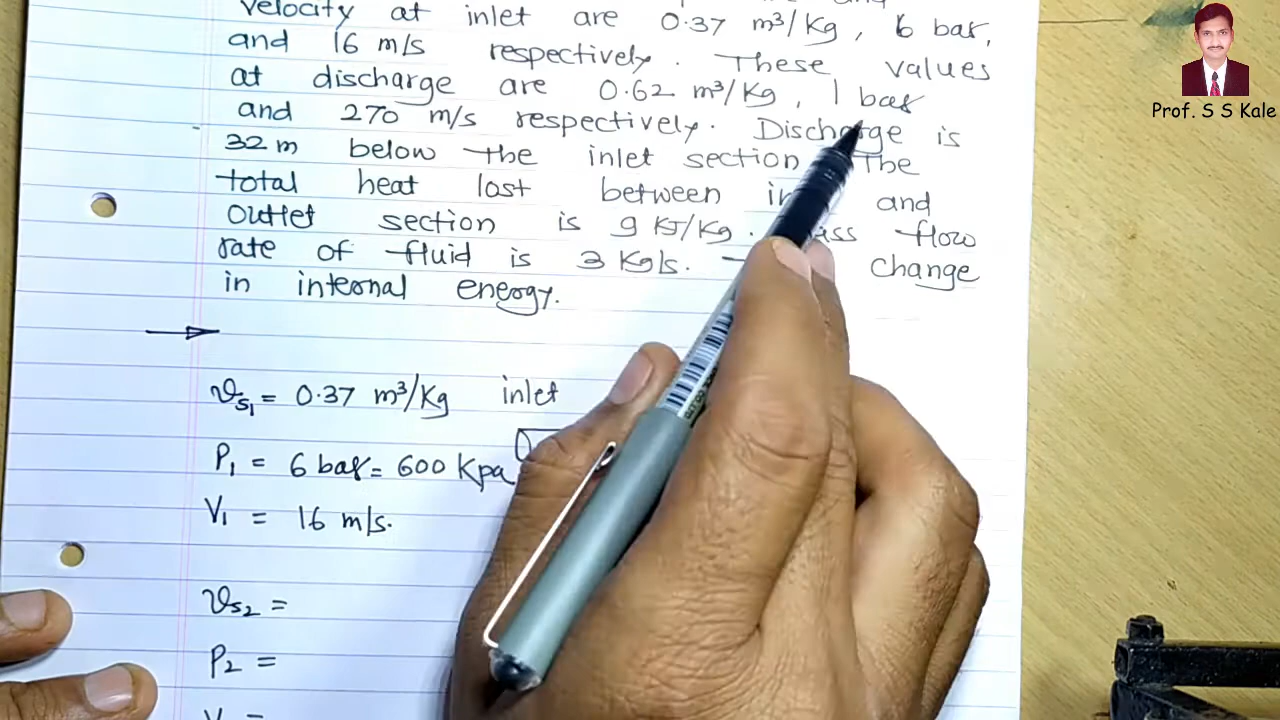 velocity at inlet are 0.37 m³/kg, 6 bar,
and 16 m/s respectively. These values
at discharge are 0.62 m³/kg, 1 bar
and 270 m/s respectively. Discharge is
32m below the inlet section The
total heat lost between and
outlet section is 9 KJ/Kg. flow
rate of fluid is 3 Kg/s. change
in internal energy.
vs1 = 0.37 m³/Kg inlet
P1 = 6 bar = 600 Kpa
V1 = 16 m/s.
vs2 =
P2 =
Prof. S S Kale